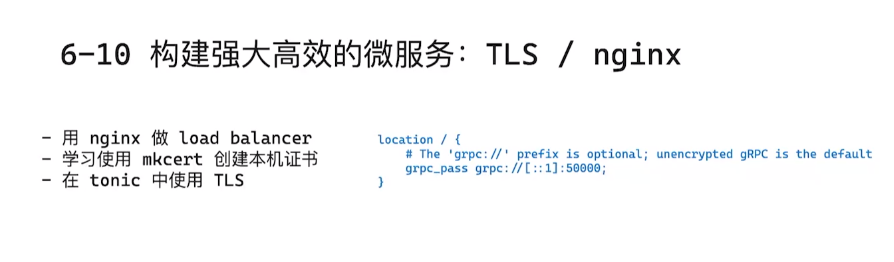 6-10 构建强大高效的微服务: TLS / nginx
- 用 nginx 做 load balancer
- 学习使用 mkcert 创建本机证书
- 在 tonic 中使用 TLS
location / {
    # The 'grpc://' prefix is optional; unencrypted gRPC is the default
    grpc_pass grpc://[::1]:50000;
}